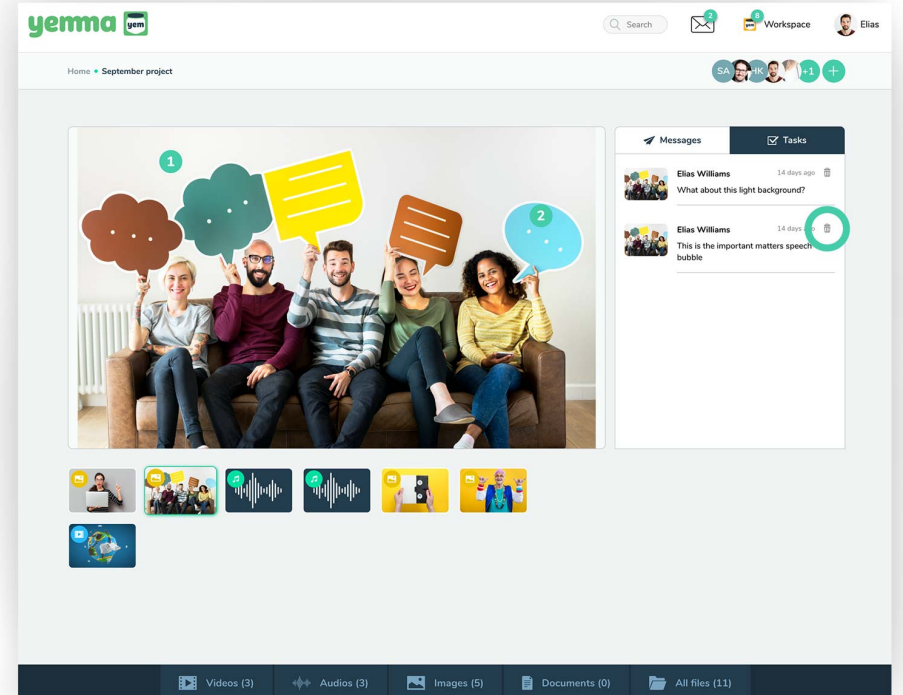 yemma yem
Search
2
8
Workspace
Elias
Home • September project
SA
HK
+1
+
Messages
Tasks
1
2
Elias Williams
14 days ago
What about this light background?
Elias Williams
14 days ago
This is the important matters speech
bubble
Videos (3)
Audios (3)
Images (5)
Documents (0)
All files (11)